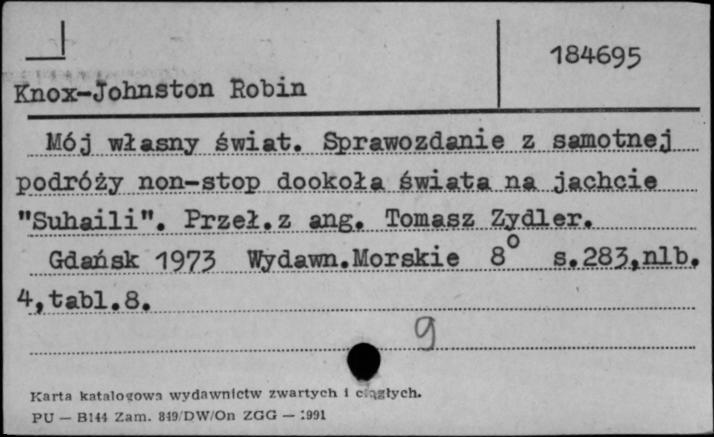 184695
Knox-Johnston Robin
Mój własny świat. Sprawozdanie z samotnej
podróży non-stop dookoła świata na jachcie
"Suhaili". Przeł.z ang. Tomasz Zydler.
Gdańsk 1973 Wydawn.Morskie 8° s.283,nlb.
4,tabl.8.
9
Karta katalogowa wydawnictw zwartych i ciągłych.
PU — B144 Zam. 849/DW/On ZGG — 1991